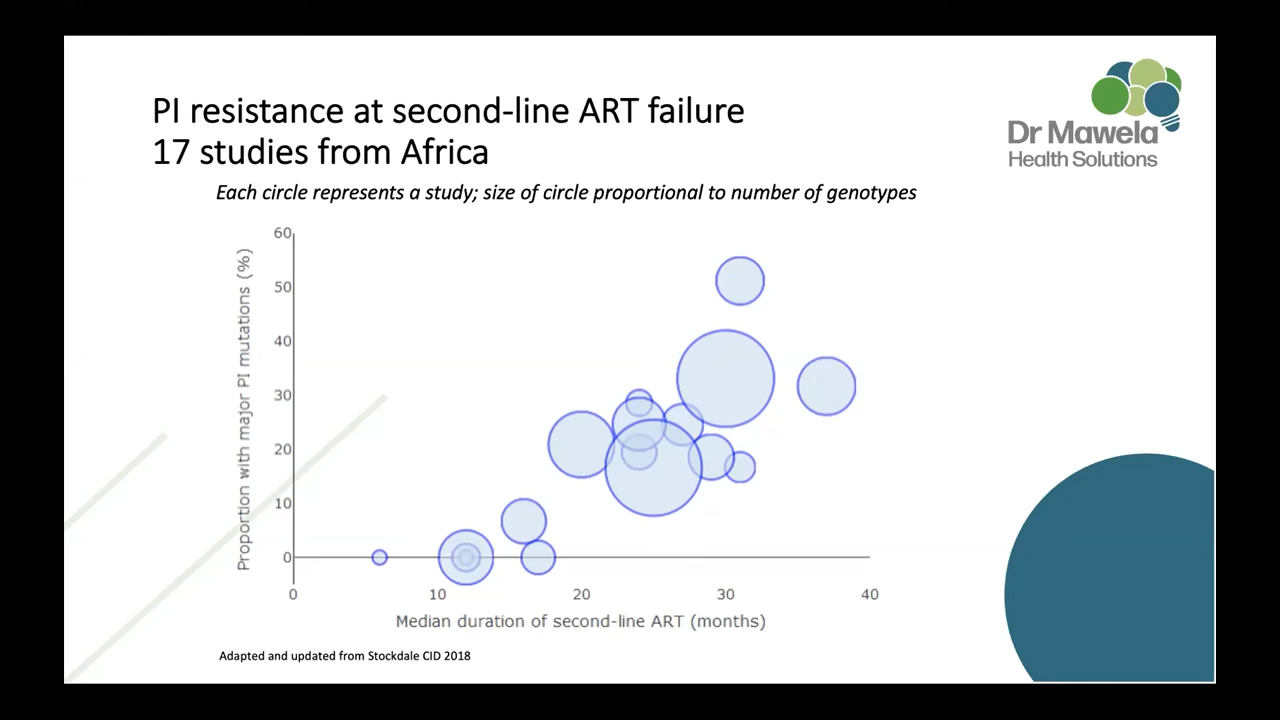 PI resistance at second-line ART failure
17 studies from Africa
Dr Mawela
Health Solutions
Each circle represents a study; size of circle proportional to number of genotypes
Proportion with major PI mutations (%)
60
50
40
30
20
10
0
0 10 20 30 40
Median duration of second-line ART (months)
Adapted and updated from Stockdale CID 2018